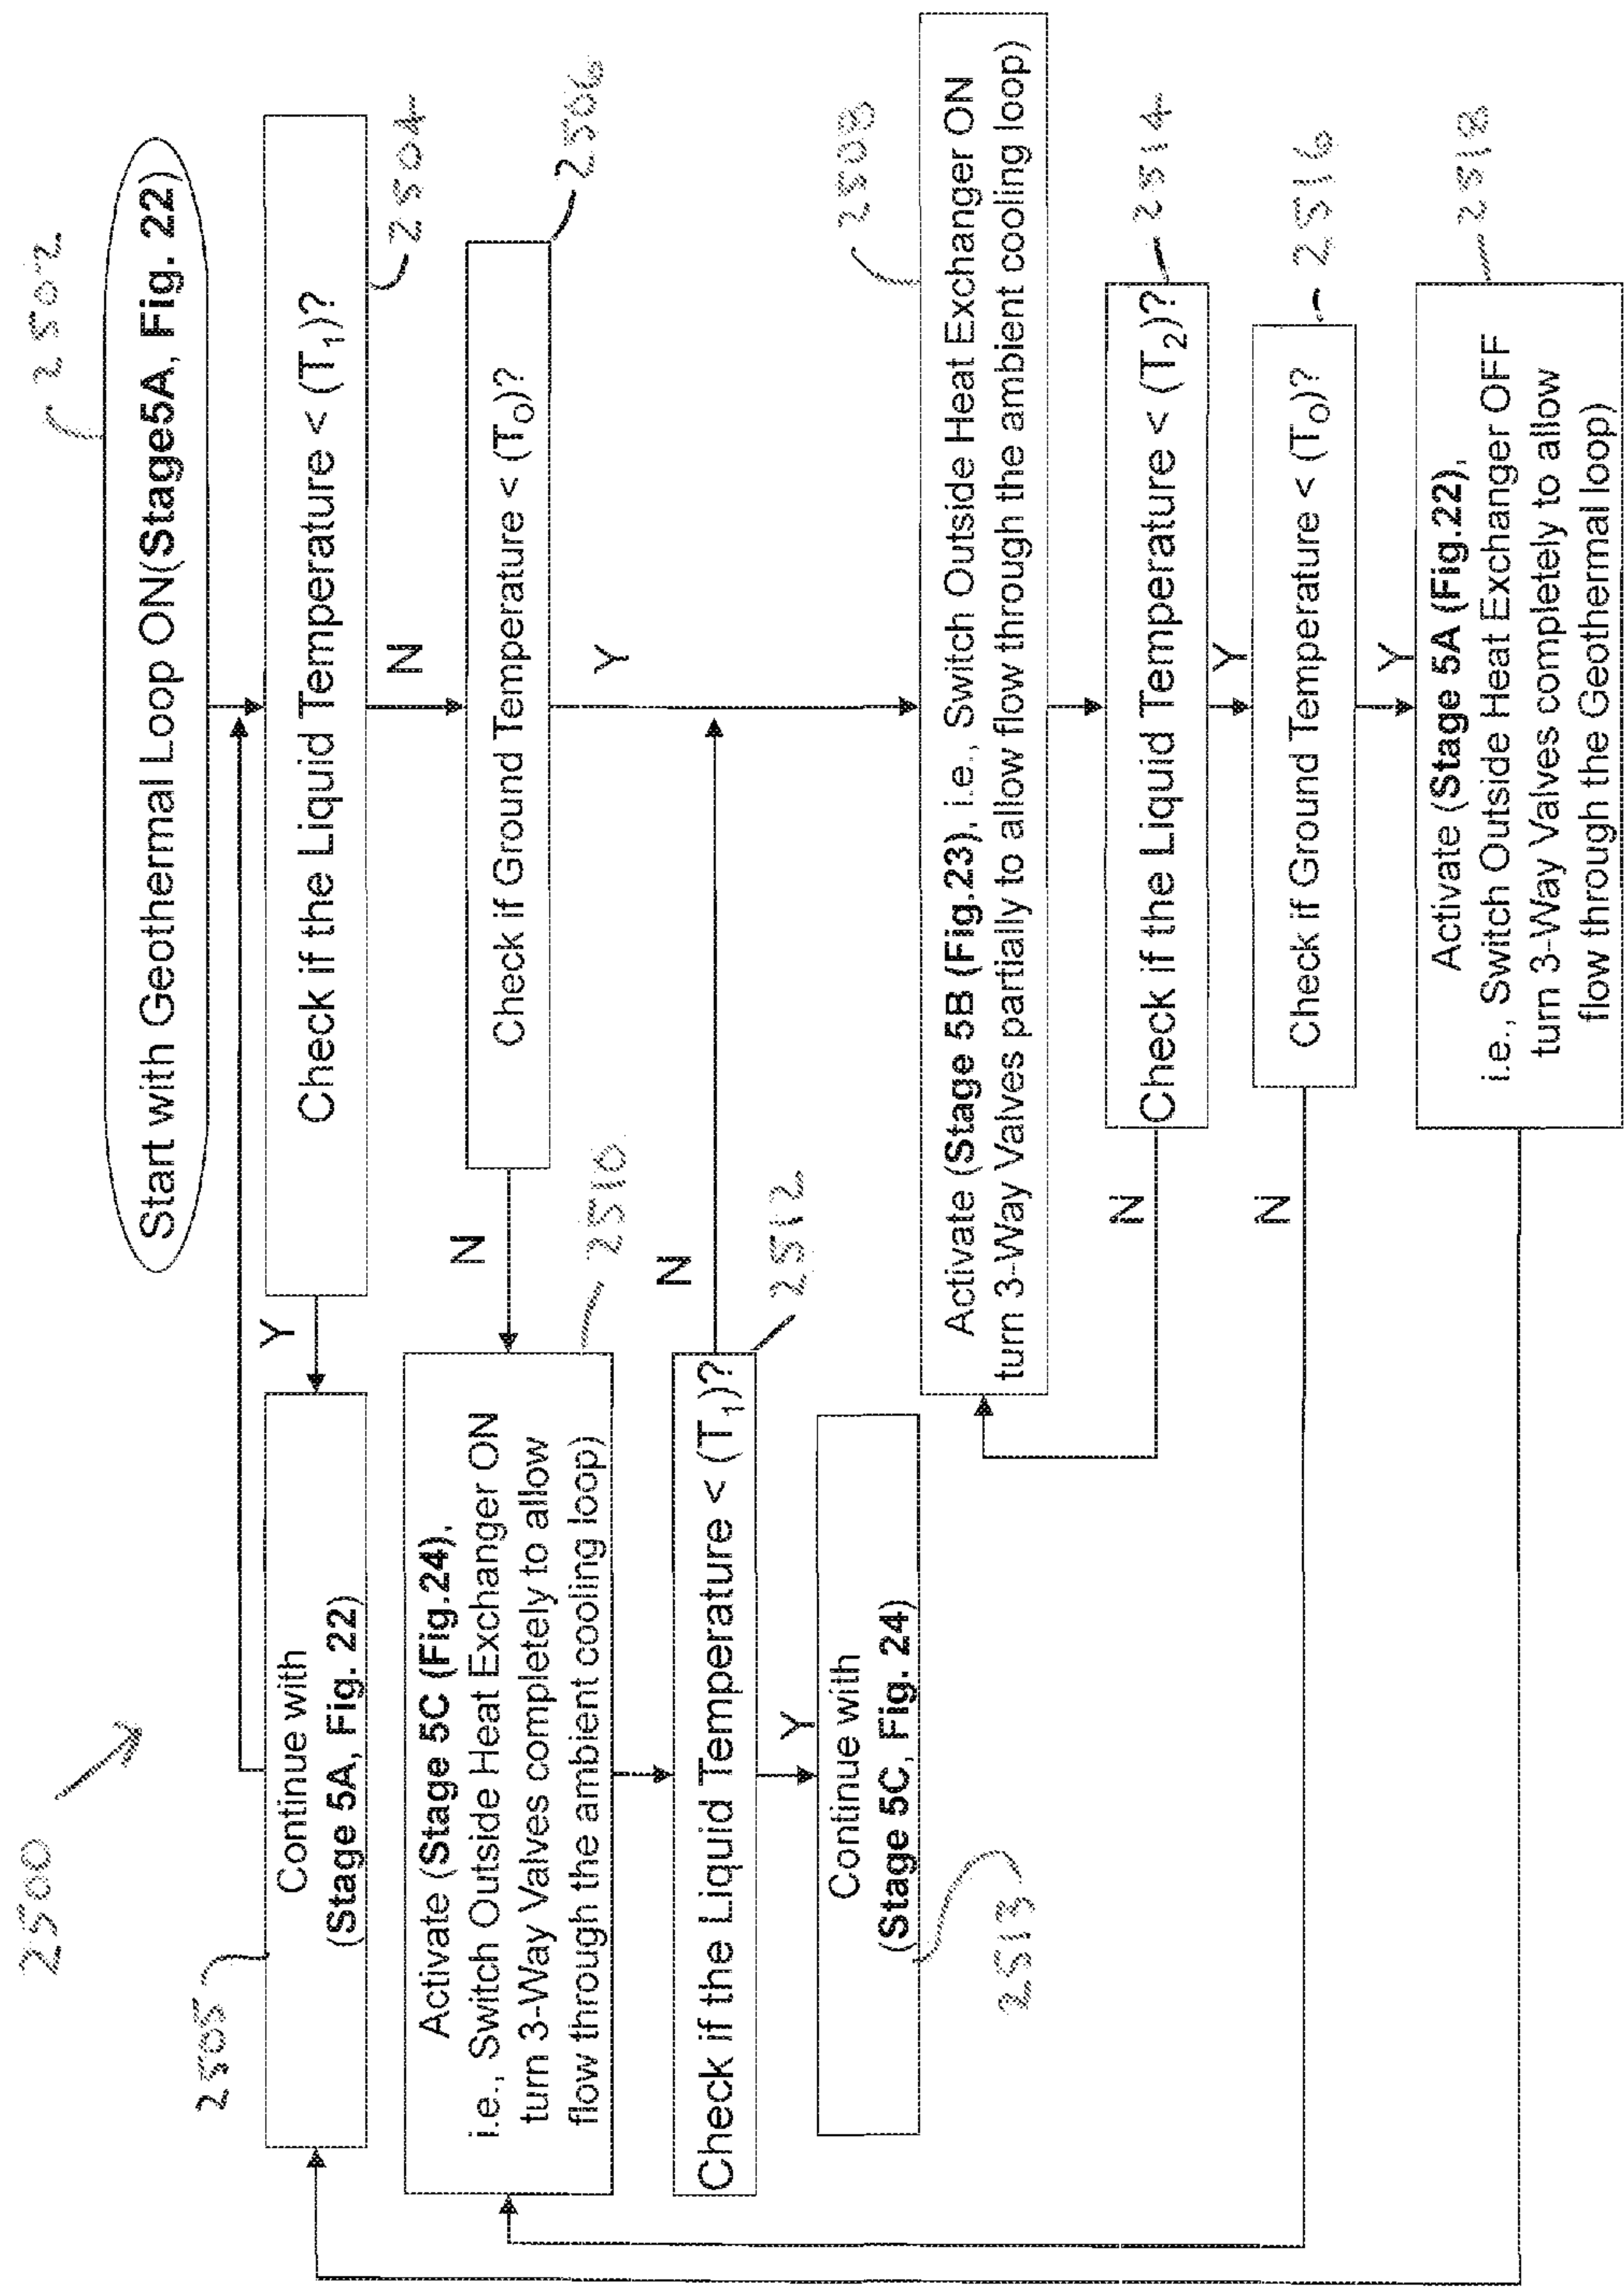 2500
2502
Start with Geothermal Loop ON(Stage5A, Fig. 22)
2505
Continue with
(Stage 5A, Fig. 22)
Y
Check if the Liquid Temperature < (T₁)?
2504
N
Activate (Stage 5C (Fig.24),
i.e., Switch Outside Heat Exchanger ON
turn 3-Way Valves completely to allow
flow through the ambient cooling loop)
2510
N
Check if Ground Temperature < (T₀)?
2506
Y
Check if the Liquid Temperature < (T₁)?
2512
N
Y
Continue with
(Stage 5C, Fig. 24)
2513
2508
Activate (Stage 5B (Fig.23), i.e., Switch Outside Heat Exchanger ON
turn 3-Way Valves partially to allow flow through the ambient cooling loop)
N
Check if the Liquid Temperature < (T₂)?
2514
Y
N
Check if Ground Temperature < (T₀)?
2516
Y
Activate (Stage 5A (Fig.22),
i.e., Switch Outside Heat Exchanger OFF
turn 3-Way Valves completely to allow
flow through the Geothermal loop)
2518